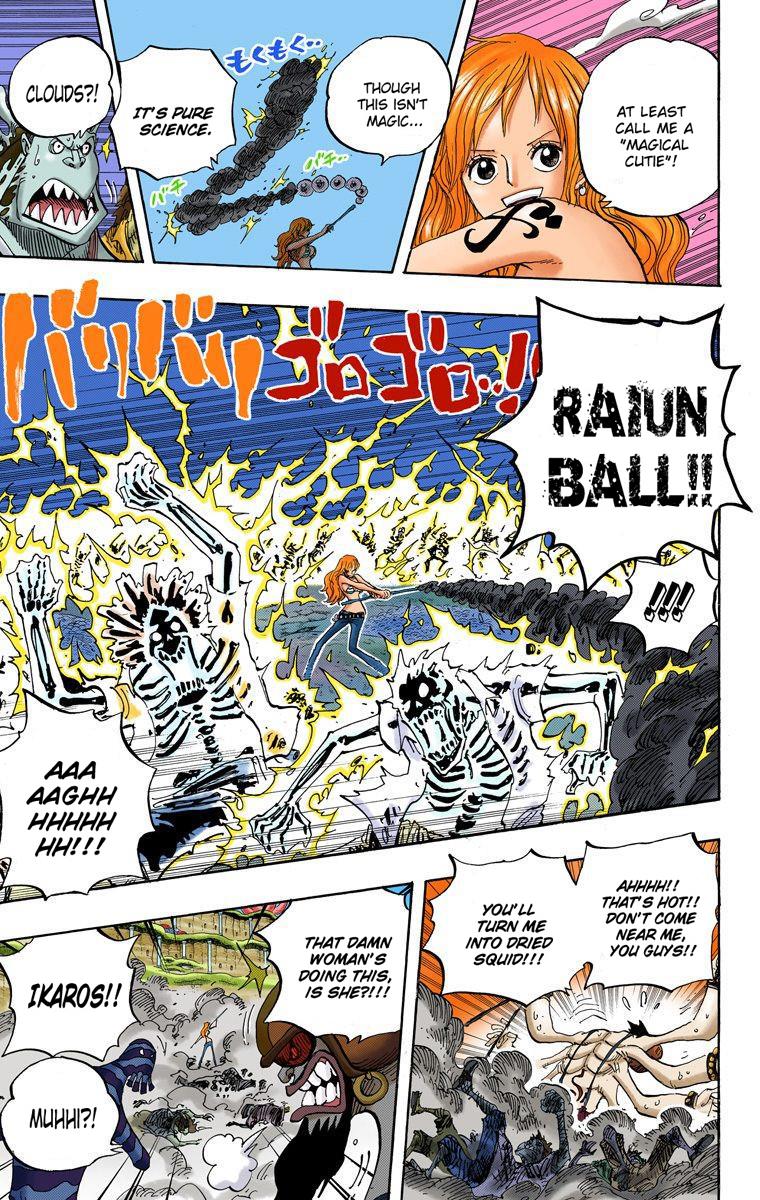 AT LEAST
CALL ME A
"MAGICAL
CUTIE"!
THOUGH
THIS ISN'T
MAGIC...
もくもく..
IT'S PURE
SCIENCE.
バチ
バチ
CLOUDS?!
RAIUN
BALL!!
ゴロゴロ..!!
バリバリッ
!!!
AAA
AAGHH
HHHHH
HH!!!
AHHHH!!
THAT'S HOT!!
DON'T COME
NEAR ME,
YOU GUYS!!
YOU'LL
TURN ME
INTO DRIED
SQUID!!!
THAT DAMN
WOMAN'S
DOING THIS,
IS SHE?!!!
IKAROS!!
MUHHI?!